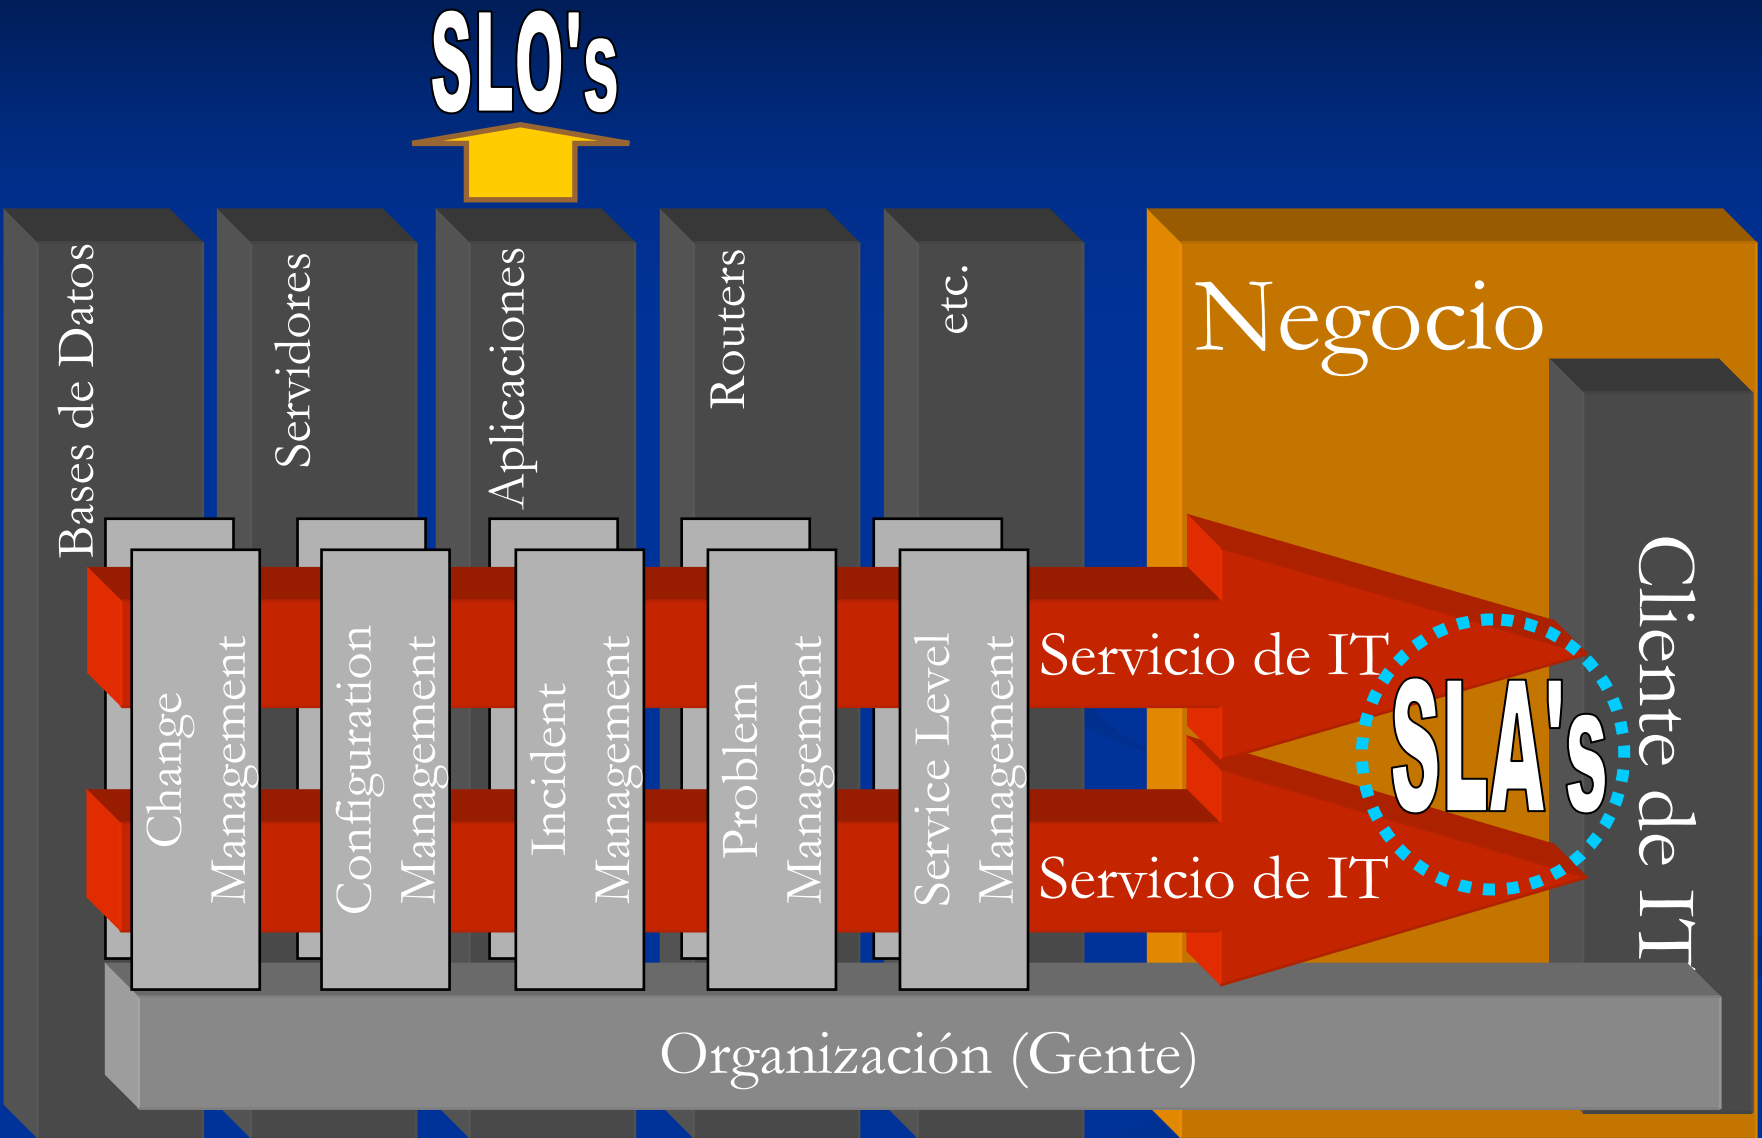 SLO's
Bases de Datos
Servidores
Aplicaciones
Routers
etc.
Negocio
Cliente de IT
Change
Management
Configuration
Management
Incident
Management
Problem
Management
Service Level
Management
Servicio de IT
Servicio de IT
SLA's
Organización (Gente)